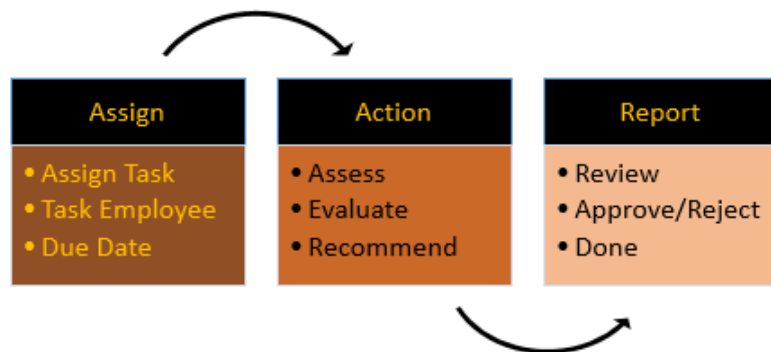 Assign
• Assign Task
• Task Employee
• Due Date
Action
• Assess
• Evaluate
• Recommend
Report
• Review
• Approve/Reject
• Done